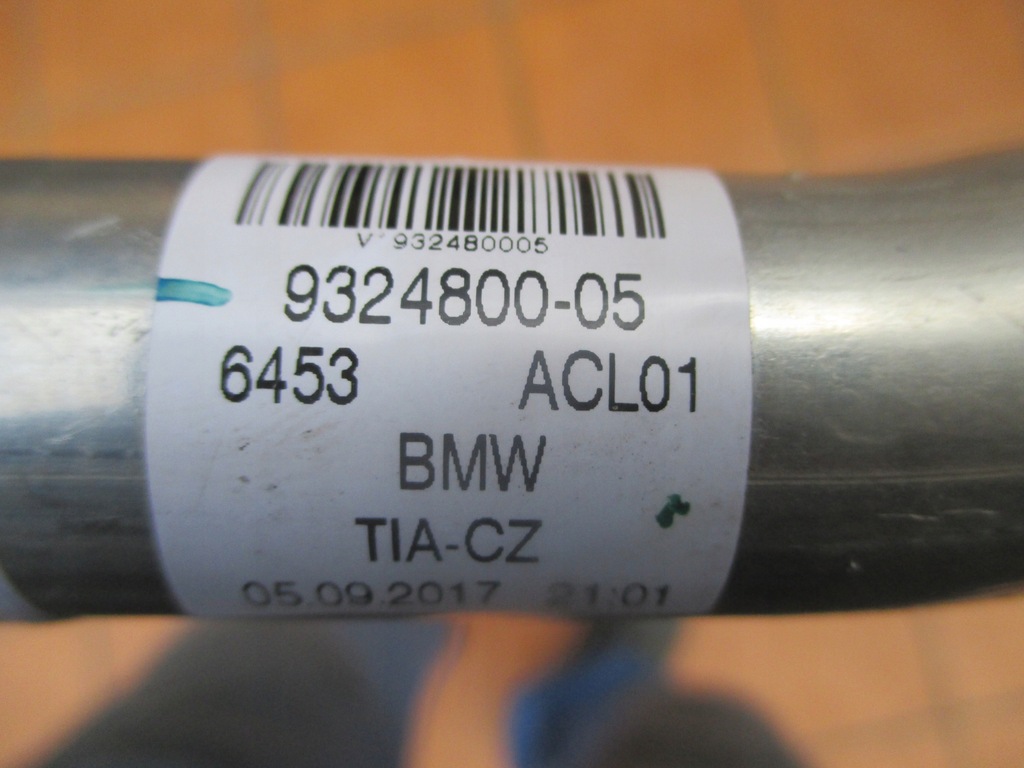 V 932480005
9324800-05
6453 ACL01
BMW
TIA-CZ
05.09.2017 21:01